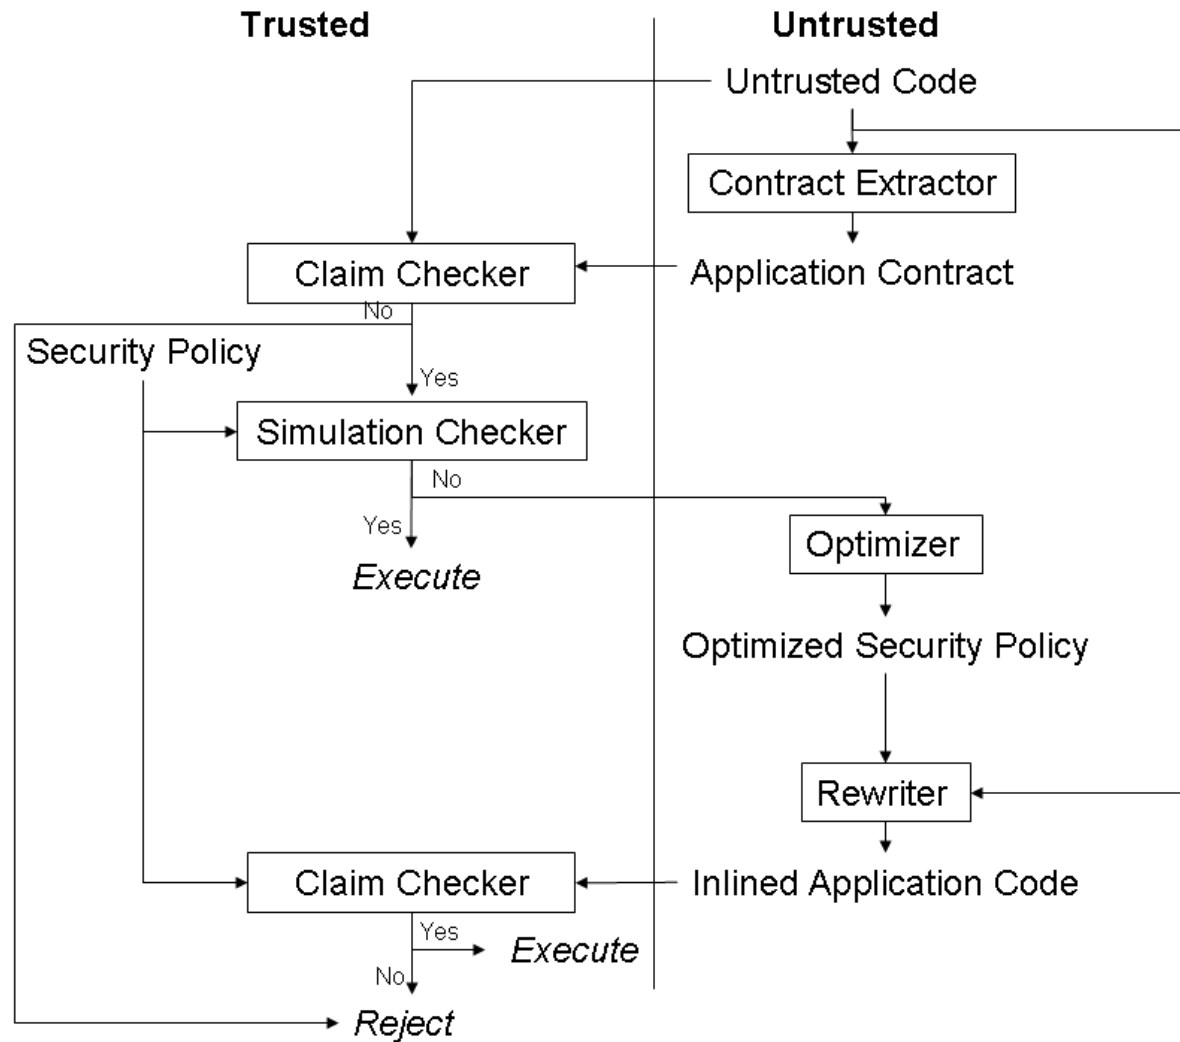 Trusted
Untrusted
Untrusted Code
Contract Extractor
Claim Checker
Application Contract
No
Security Policy
Yes
Simulation Checker
No
Yes
Optimizer
Execute
Optimized Security Policy
Rewriter
Claim Checker
Inlined Application Code
Yes
Execute
No
Reject